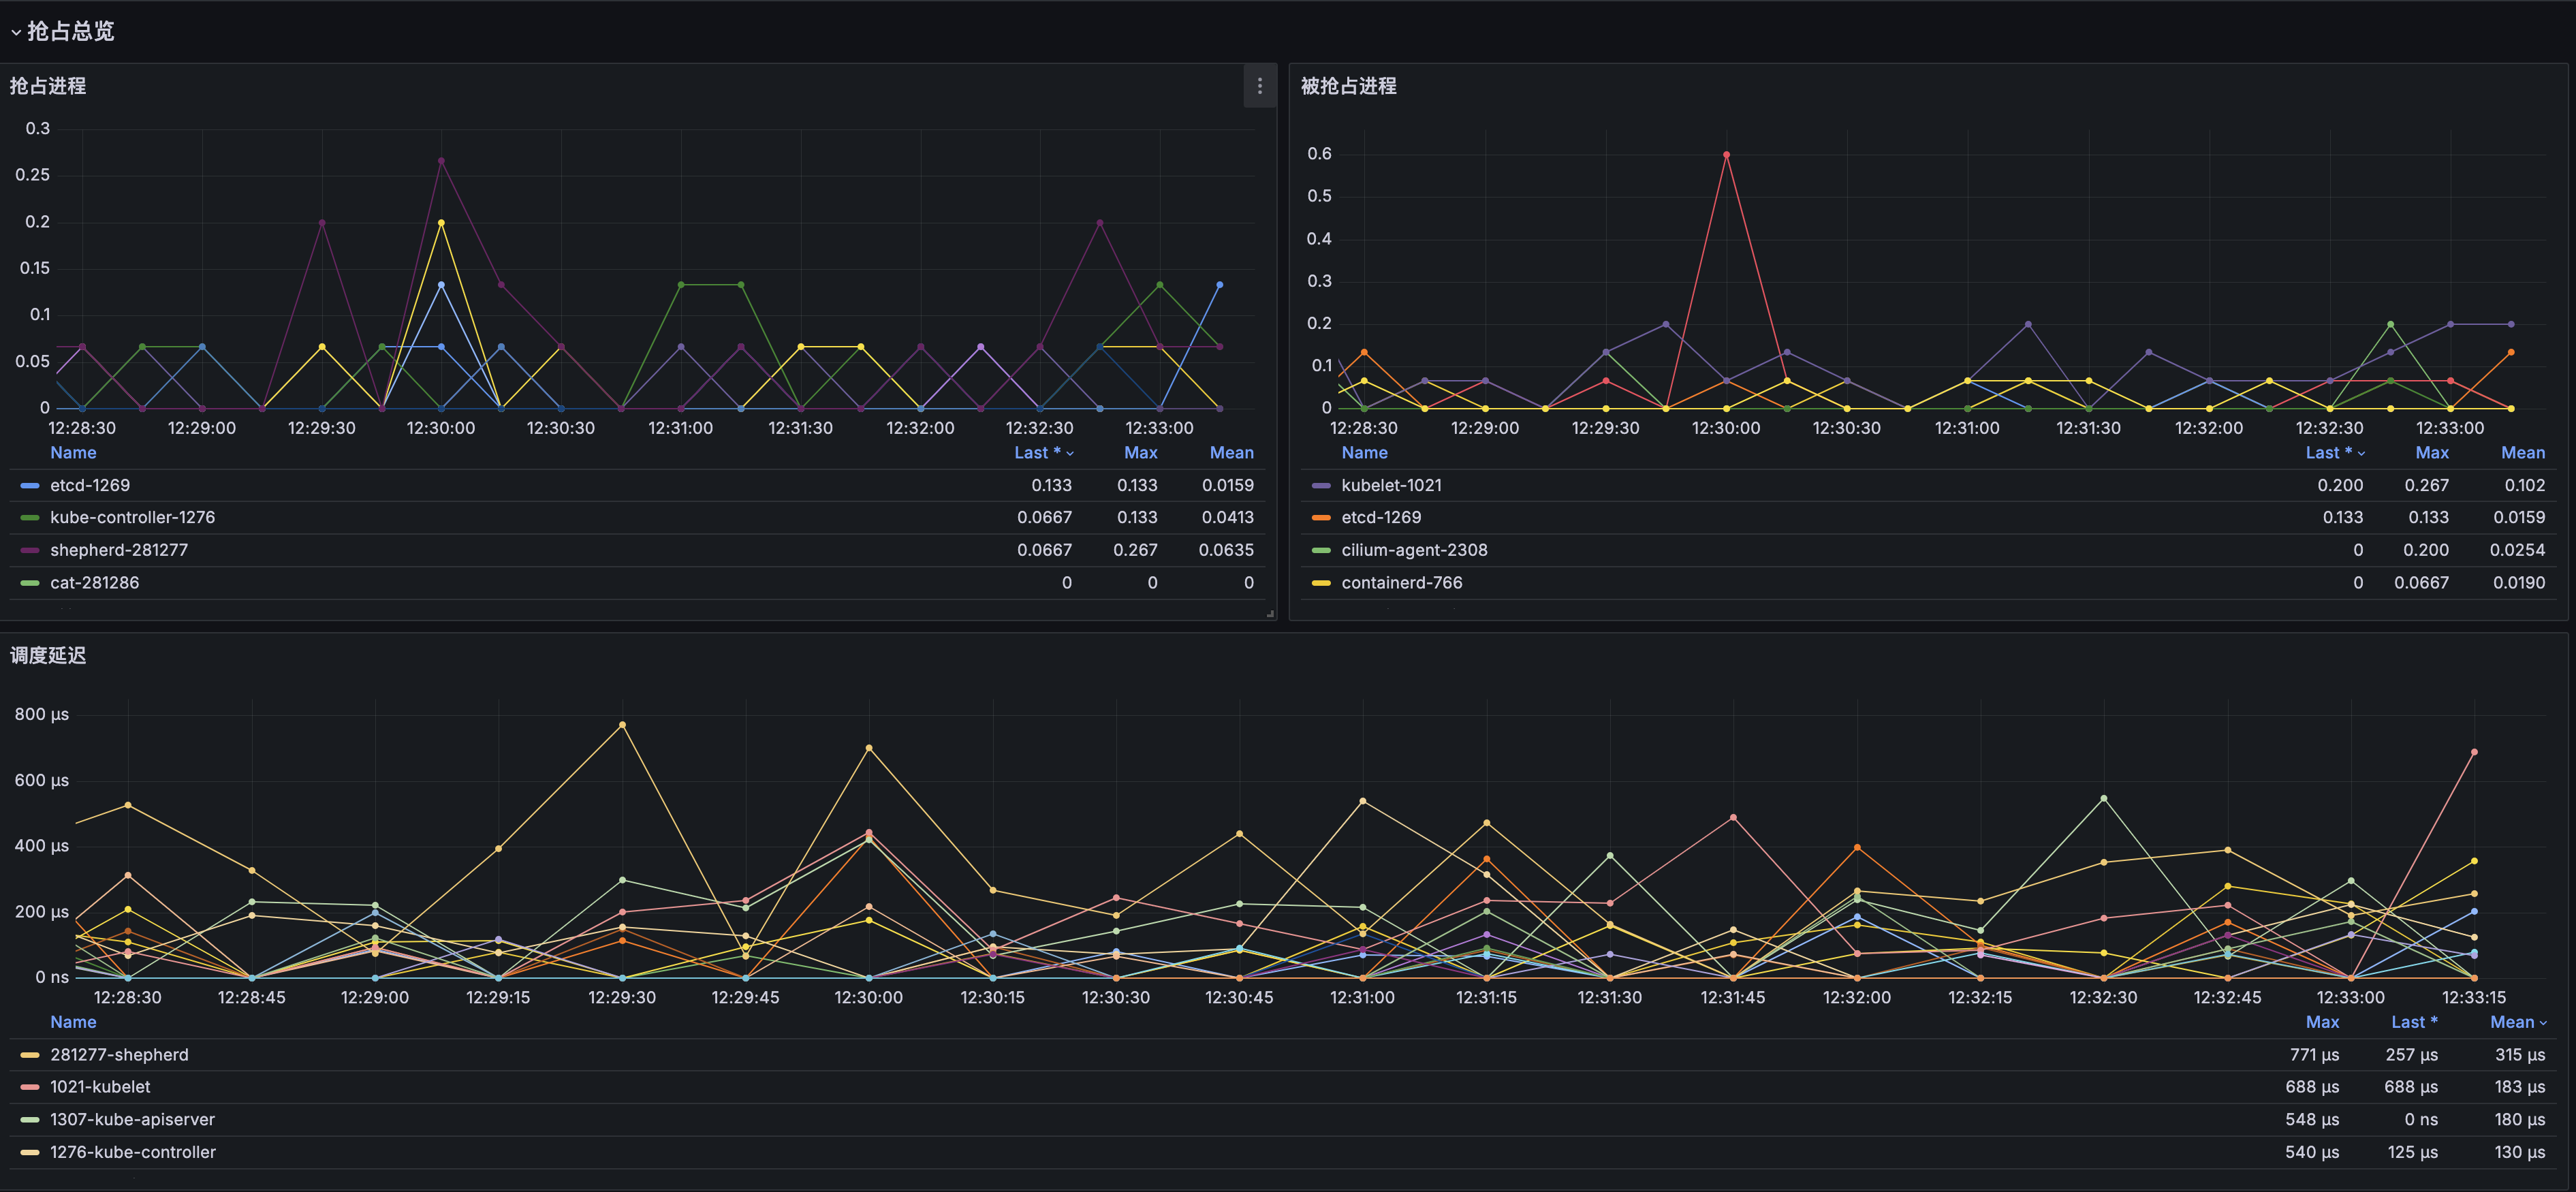 抢占总览
抢占进程
0.3
0.25
0.2
0.15
0.1
0.05
0
12:28:30 12:29:00 12:29:30 12:30:00 12:30:30 12:31:00 12:31:30 12:32:00 12:32:30 12:33:00
Name Last * Max Mean
etcd-1269 0.133 0.133 0.0159
kube-controller-1276 0.0667 0.133 0.0413
shepherd-281277 0.0667 0.267 0.0635
cat-281286 0 0 0
被抢占进程
0.6
0.5
0.4
0.3
0.2
0.1
0
12:28:30 12:29:00 12:29:30 12:30:00 12:30:30 12:31:00 12:31:30 12:32:00 12:32:30 12:33:00
Name Last * Max Mean
kubelet-1021 0.200 0.267 0.102
etcd-1269 0.133 0.133 0.0159
cilium-agent-2308 0 0.200 0.0254
containerd-766 0 0.0667 0.0190
调度延迟
800 µs
600 µs
400 µs
200 µs
0 ns
12:28:30 12:28:45 12:29:00 12:29:15 12:29:30 12:29:45 12:30:00 12:30:15 12:30:30 12:30:45 12:31:00 12:31:15 12:31:30 12:31:45 12:32:00 12:32:15 12:32:30 12:32:45 12:33:00 12:33:15
Name Max Last * Mean
281277-shepherd 771 µs 257 µs 315 µs
1021-kubelet 688 µs 688 µs 183 µs
1307-kube-apiserver 548 µs 0 ns 180 µs
1276-kube-controller 540 µs 125 µs 130 µs